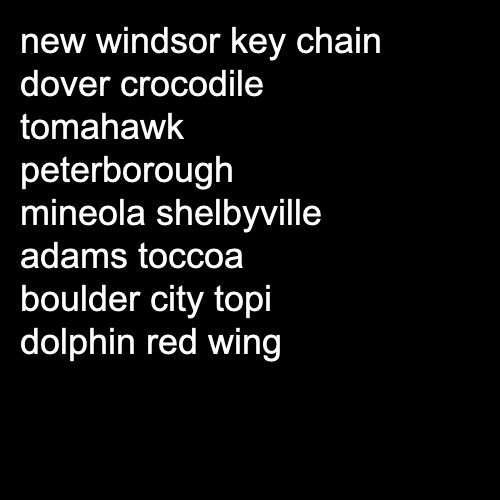 new windsor key chain
dover crocodile
tomahawk
peterborough
mineola shelbyville
adams toccoa
boulder city topi
dolphin red wing